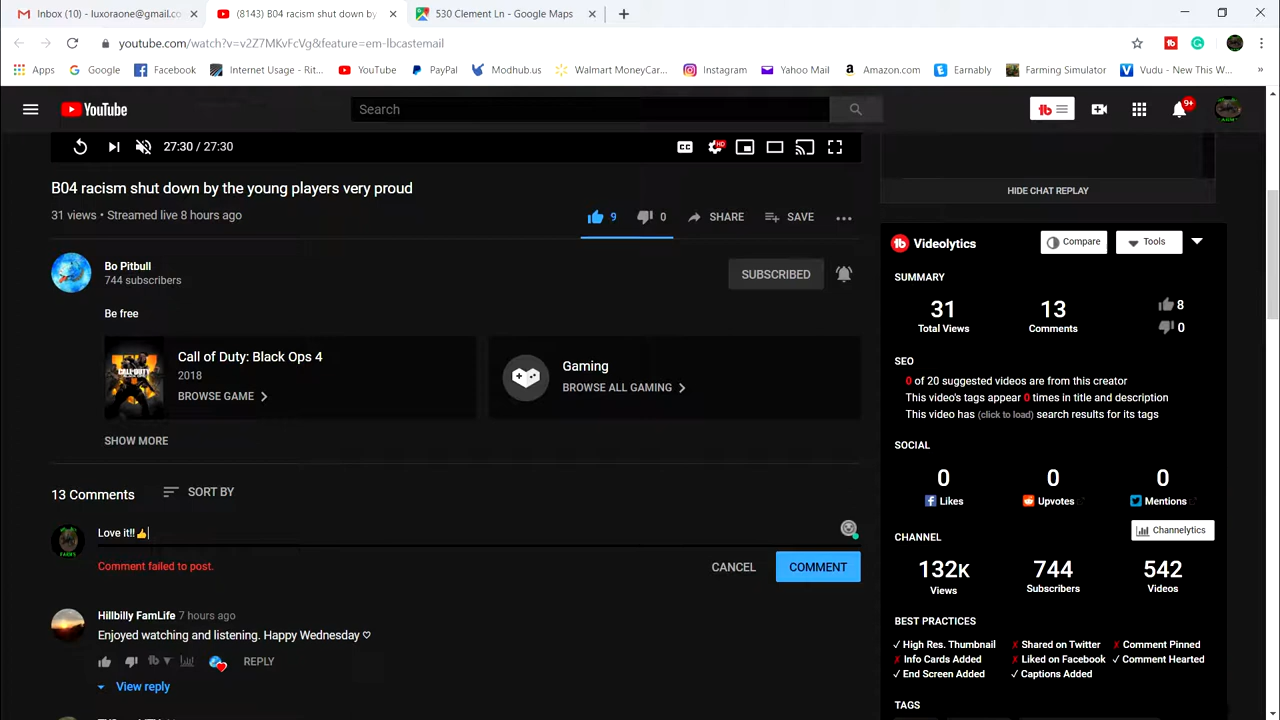 Inbox (10) - luxoraone@gmail.co
(8143) B04 racism shut down by
530 Clement Ln - Google Maps
youtube.com/watch?v=v2Z7MKvFcVg&feature=em-lbcastemail
Apps
Google
Facebook
Internet Usage - Rit...
YouTube
PayPal
Modhub.us
Walmart MoneyCar...
Instagram
Yahoo Mail
Amazon.com
Earnably
Farming Simulator
Vudu - New This W...
»
YouTube
Search
tb
9+
27:30 / 27:30
CC
HD
HIDE CHAT REPLAY
B04 racism shut down by the young players very proud
31 views • Streamed live 8 hours ago
9
0
SHARE
SAVE
Bo Pitbull
744 subscribers
SUBSCRIBED
Be free
Call of Duty: Black Ops 4
2018
BROWSE GAME
Gaming
BROWSE ALL GAMING
SHOW MORE
13 Comments
SORT BY
Love it!!👍
Comment failed to post.
CANCEL
COMMENT
Hillbilly FamLife 7 hours ago
Enjoyed watching and listening. Happy Wednesday ♡
tb
REPLY
View reply
tb Videolytics
Compare
Tools
SUMMARY
31
Total Views
13
Comments
8
0
SEO
0 of 20 suggested videos are from this creator
This video's tags appear 0 times in title and description
This video has (click to load) search results for its tags
SOCIAL
0
Likes
0
Upvotes
0
Mentions
CHANNEL
Channelytics
132K
Views
744
Subscribers
542
Videos
BEST PRACTICES
✓ High Res. Thumbnail
✗ Shared on Twitter
✗ Comment Pinned
✗ Info Cards Added
✗ Liked on Facebook
✓ Comment Hearted
✓ End Screen Added
✓ Captions Added
TAGS